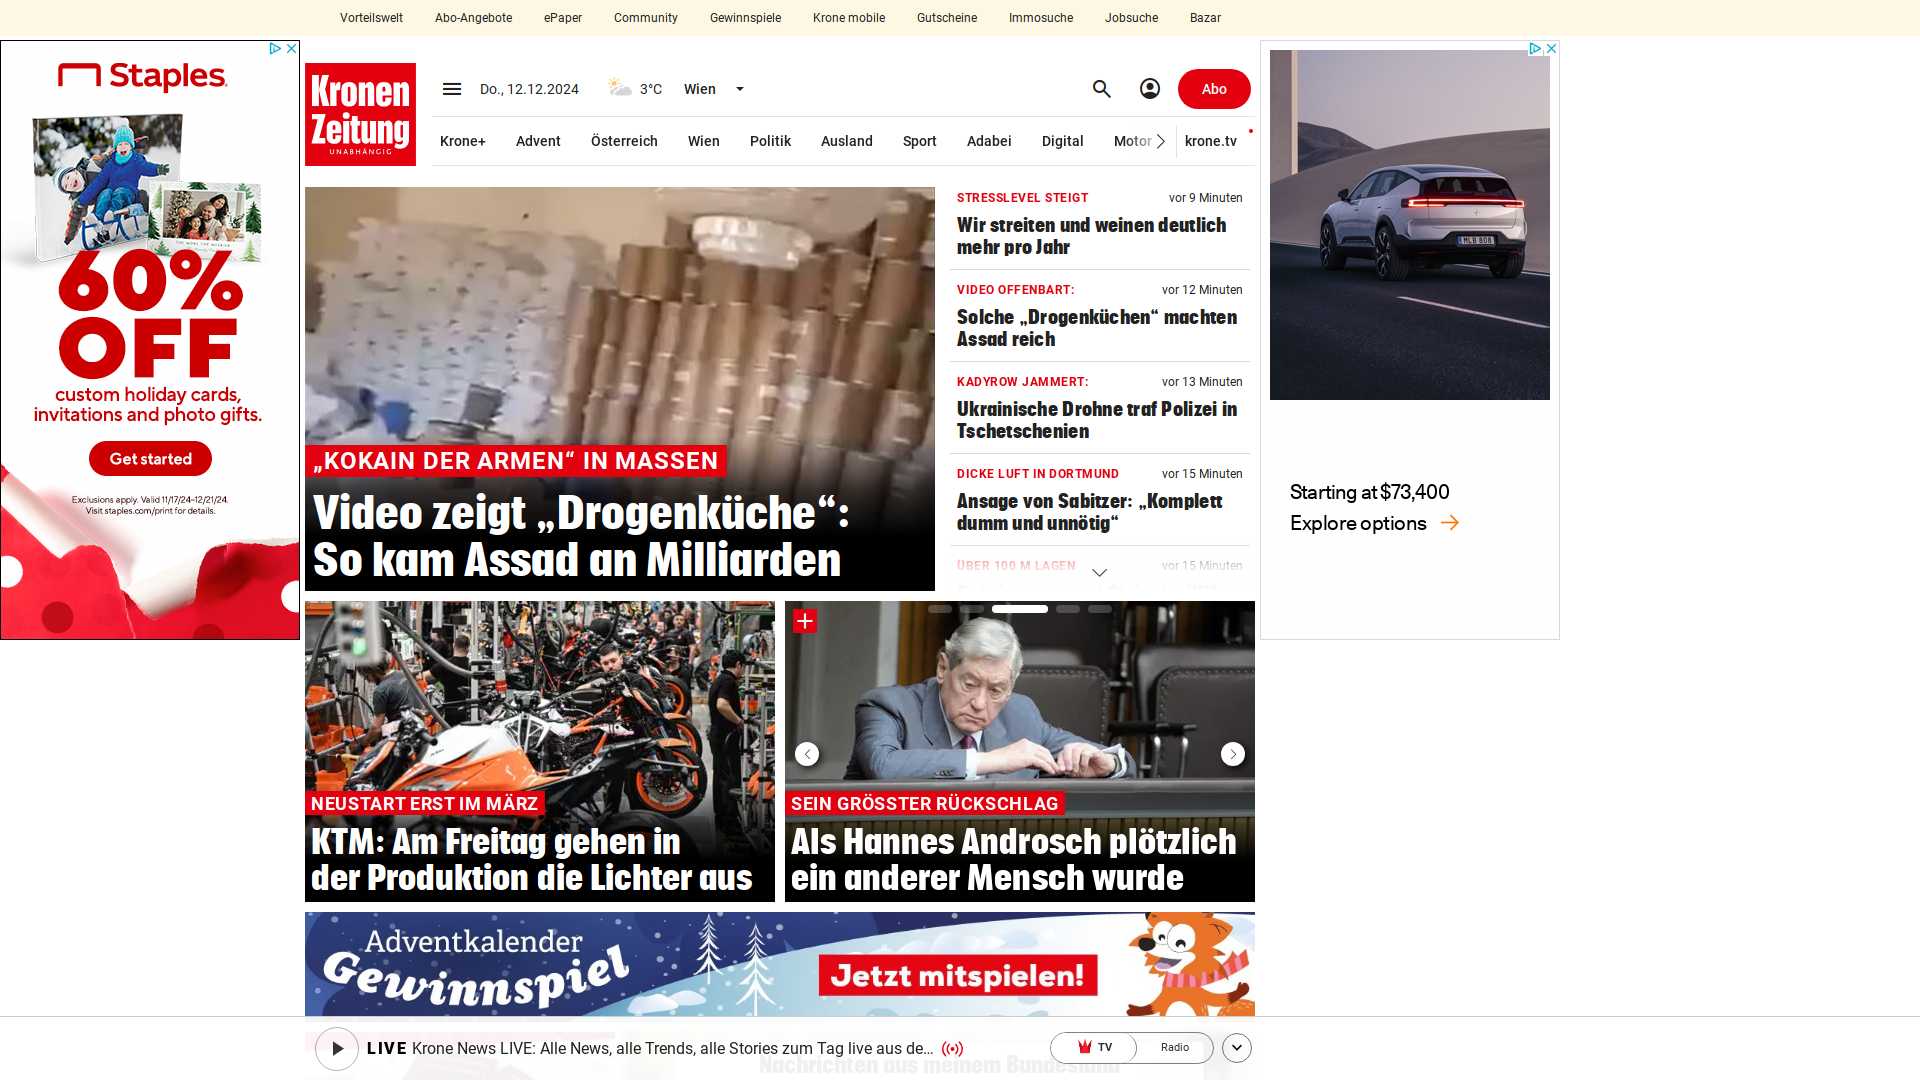 Vorteilswelt
Abo-Angebote
ePaper
Community
Gewinnspiele
Krone mobile
Gutscheine
Immosuche
Jobsuche
Bazar
Staples
60%
OFF
custom holiday cards,
invitations and photo gifts.
Get started
Exclusions apply. Valid 11/17/24–12/21/24.
Visit staples.com/print for details.
Kronen
Zeitung
UNABHÄNGIG
Do., 12.12.2024
3°C
Wien
Abo
Krone+
Advent
Österreich
Wien
Politik
Ausland
Sport
Adabei
Digital
Motor
krone.tv
„KOKAIN DER ARMEN“ IN MASSEN
Video zeigt „Drogenküche“:
So kam Assad an Milliarden
STRESSLEVEL STEIGT
vor 9 Minuten
Wir streiten und weinen deutlich
mehr pro Jahr
VIDEO OFFENBART:
vor 12 Minuten
Solche „Drogenküchen“ machten
Assad reich
KADYROW JAMMERT:
vor 13 Minuten
Ukrainische Drohne traf Polizei in
Tschetschenien
DICKE LUFT IN DORTMUND
vor 15 Minuten
Ansage von Sabitzer: „Komplett
dumm und unnötig“
ÜBER 100 M LAGEN
vor 15 Minuten
Starting at $73,400
Explore options
NEUSTART ERST IM MÄRZ
KTM: Am Freitag gehen in
der Produktion die Lichter aus
SEIN GRÖSSTER RÜCKSCHLAG
Als Hannes Androsch plötzlich
ein anderer Mensch wurde
Adventkalender
Gewinnspiel
Jetzt mitspielen!
LIVE Krone News LIVE: Alle News, alle Trends, alle Stories zum Tag live aus de...
TV
Radio
Nachrichten aus meinem Bundesland